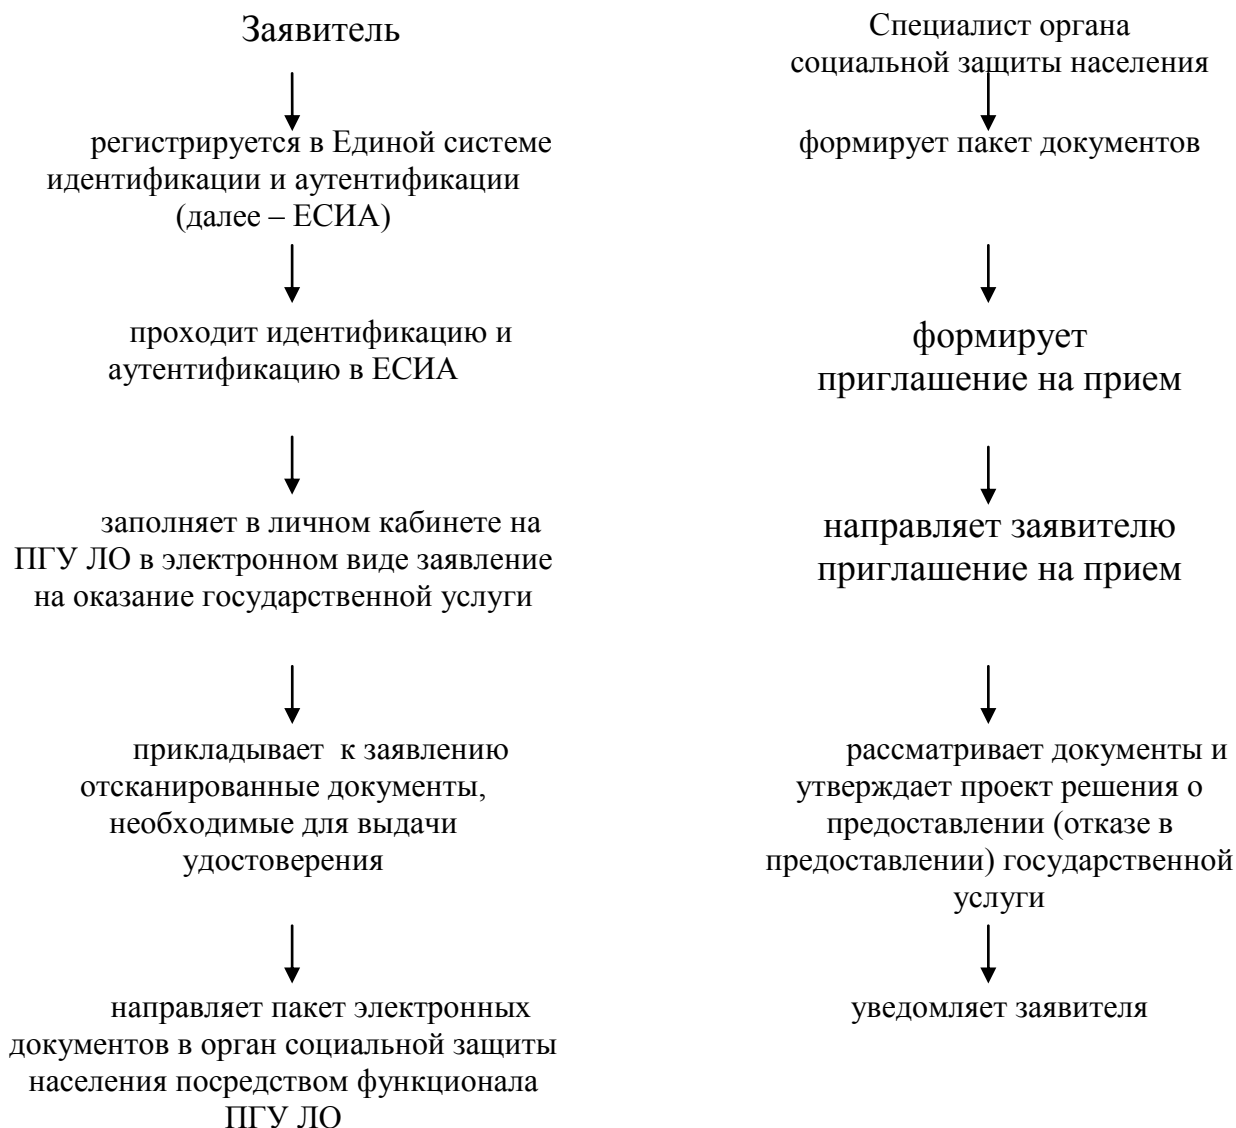 Заявитель
регистрируется в Единой системе
идентификации и аутентификации
(далее – ЕСИА)
проходит идентификацию и
аутентификацию в ЕСИА
заполняет в личном кабинете на
ПГУ ЛО в электронном виде заявление
на оказание государственной услуги
прикладывает к заявлению
отсканированные документы,
необходимые для выдачи
удостоверения
направляет пакет электронных
документов в орган социальной защиты
населения посредством функционала
ПГУ ЛО
Специалист органа
социальной защиты населения
формирует пакет документов
формирует
приглашение на прием
направляет заявителю
приглашение на прием
рассматривает документы и
утверждает проект решения о
предоставлении (отказе в
предоставлении) государственной
услуги
уведомляет заявителя